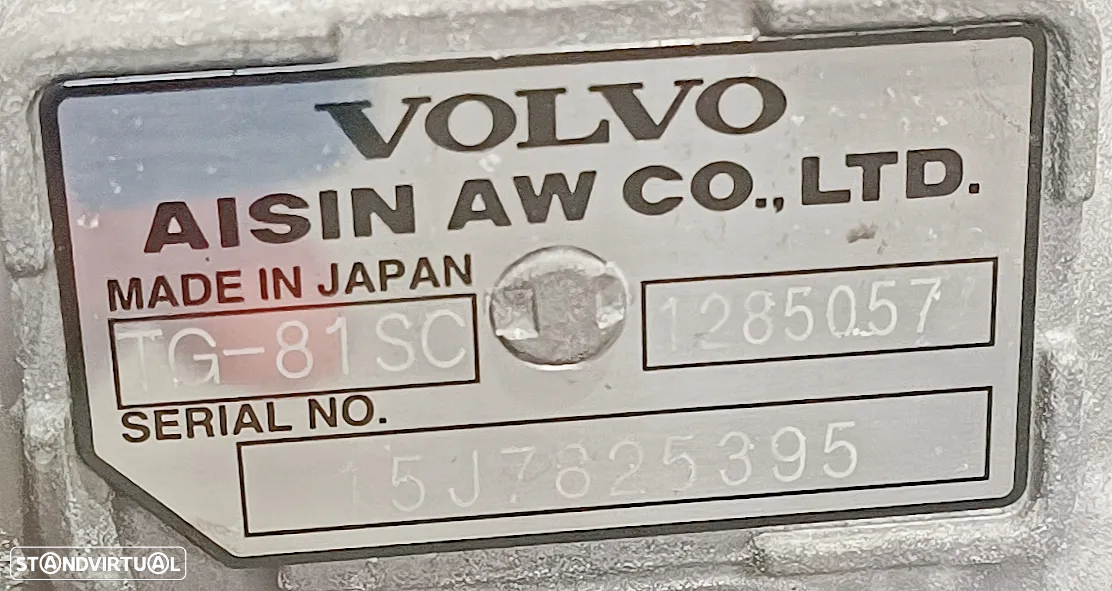 VOLVO
AISIN AW CO., LTD.
MADE IN JAPAN
TG-81SC
1285057
SERIAL NO.
15J7825395
STANDVIRTUAL